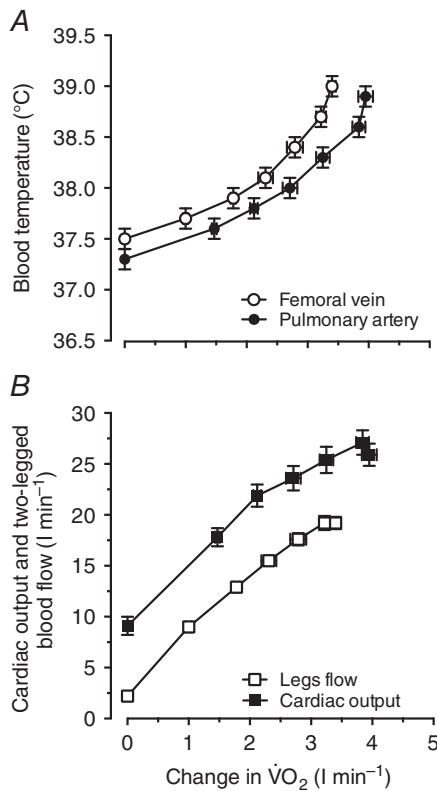 A
39.5
39.0
38.5
38.0
37.5
37.0
36.5
Blood temperature (°C)
Femoral vein
Pulmonary artery
B
30
25
20
15
10
5
0
Cardiac output and two-legged
blood flow (l min⁻¹)
Legs flow
Cardiac output
0 1 2 3 4 5
Change in V̇O₂ (l min⁻¹)